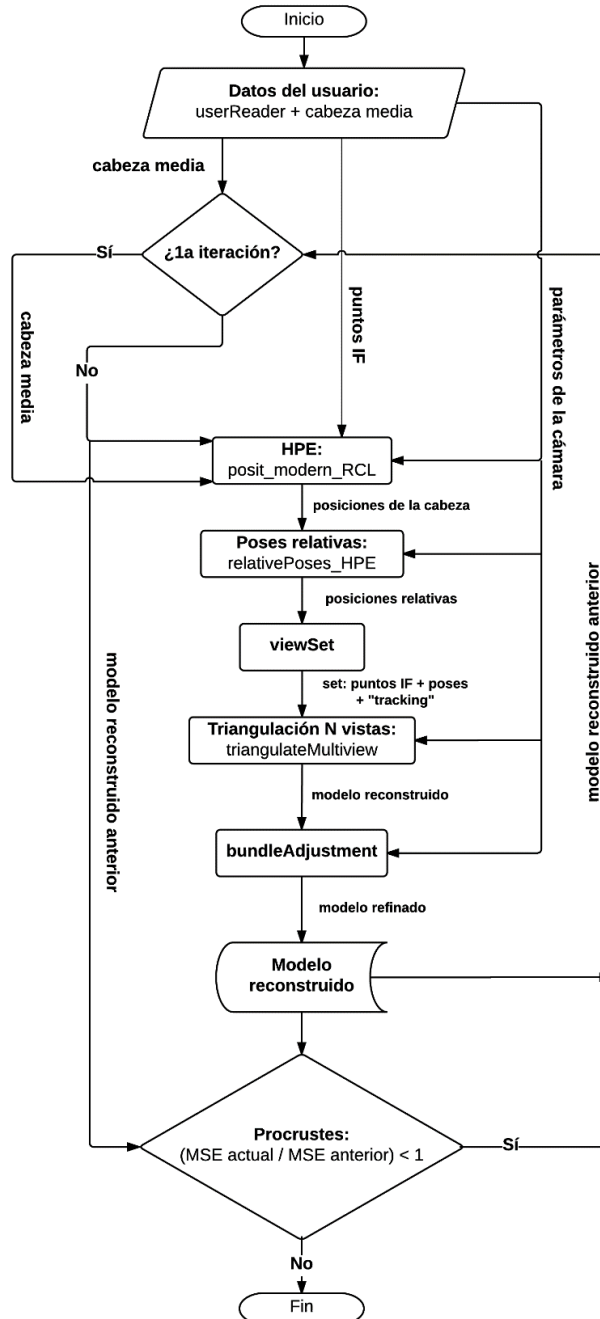 Inicio
Datos del usuario:
userReader + cabeza media
cabeza media
¿1a iteración?
Sí
puntos IF
parámetros de la cámara
cabeza media
No
HPE:
posit_modern_RCL
posiciones de la cabeza
Poses relativas:
relativePoses_HPE
posiciones relativas
viewSet
set: puntos IF + poses
+ "tracking"
Triangulación N vistas:
triangulateMultiview
modelo reconstruido anterior
modelo reconstruido anterior
modelo reconstruido
bundleAdjustment
modelo refinado
Modelo
reconstruido
Procrustes:
(MSE actual / MSE anterior) < 1
Sí
No
Fin